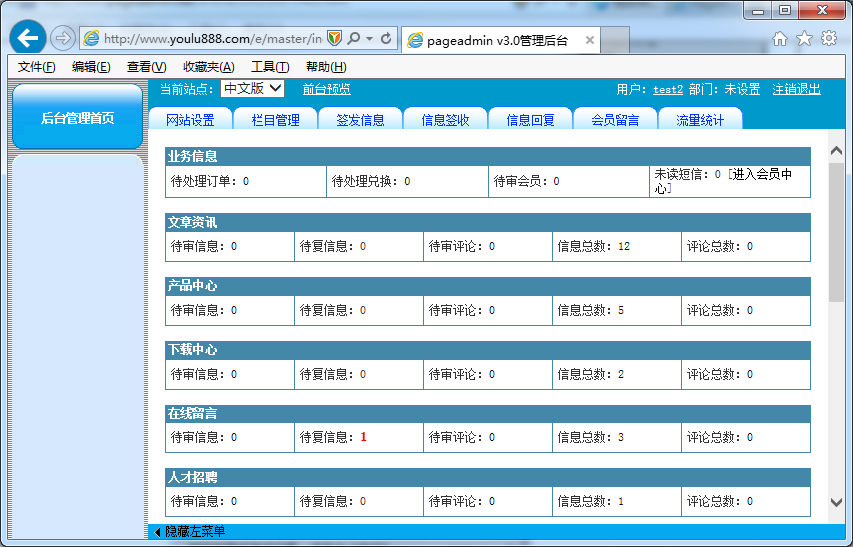 http://www.youlu888.com/e/master/in
pageadmin v3.0管理后台
文件(F) 编辑(E) 查看(V) 收藏夹(A) 工具(T) 帮助(H)
后台管理首页
当前站点: 中文版 前台预览 用户: test2 部门: 未设置 注销退出
网站设置 栏目管理 签发信息 信息签收 信息回复 会员留言 流量统计
业务信息
待处理订单: 0 待处理兑换: 0 待审会员: 0 未读短信: 0 [进入会员中
心]
文章资讯
待审信息: 0 待复信息: 0 待审评论: 0 信息总数: 12 评论总数: 0
产品中心
待审信息: 0 待复信息: 0 待审评论: 0 信息总数: 5 评论总数: 0
下载中心
待审信息: 0 待复信息: 0 待审评论: 0 信息总数: 2 评论总数: 0
在线留言
待审信息: 0 待复信息: 1 待审评论: 0 信息总数: 3 评论总数: 0
人才招聘
待审信息: 0 待复信息: 0 待审评论: 0 信息总数: 1 评论总数: 0
隐藏左菜单